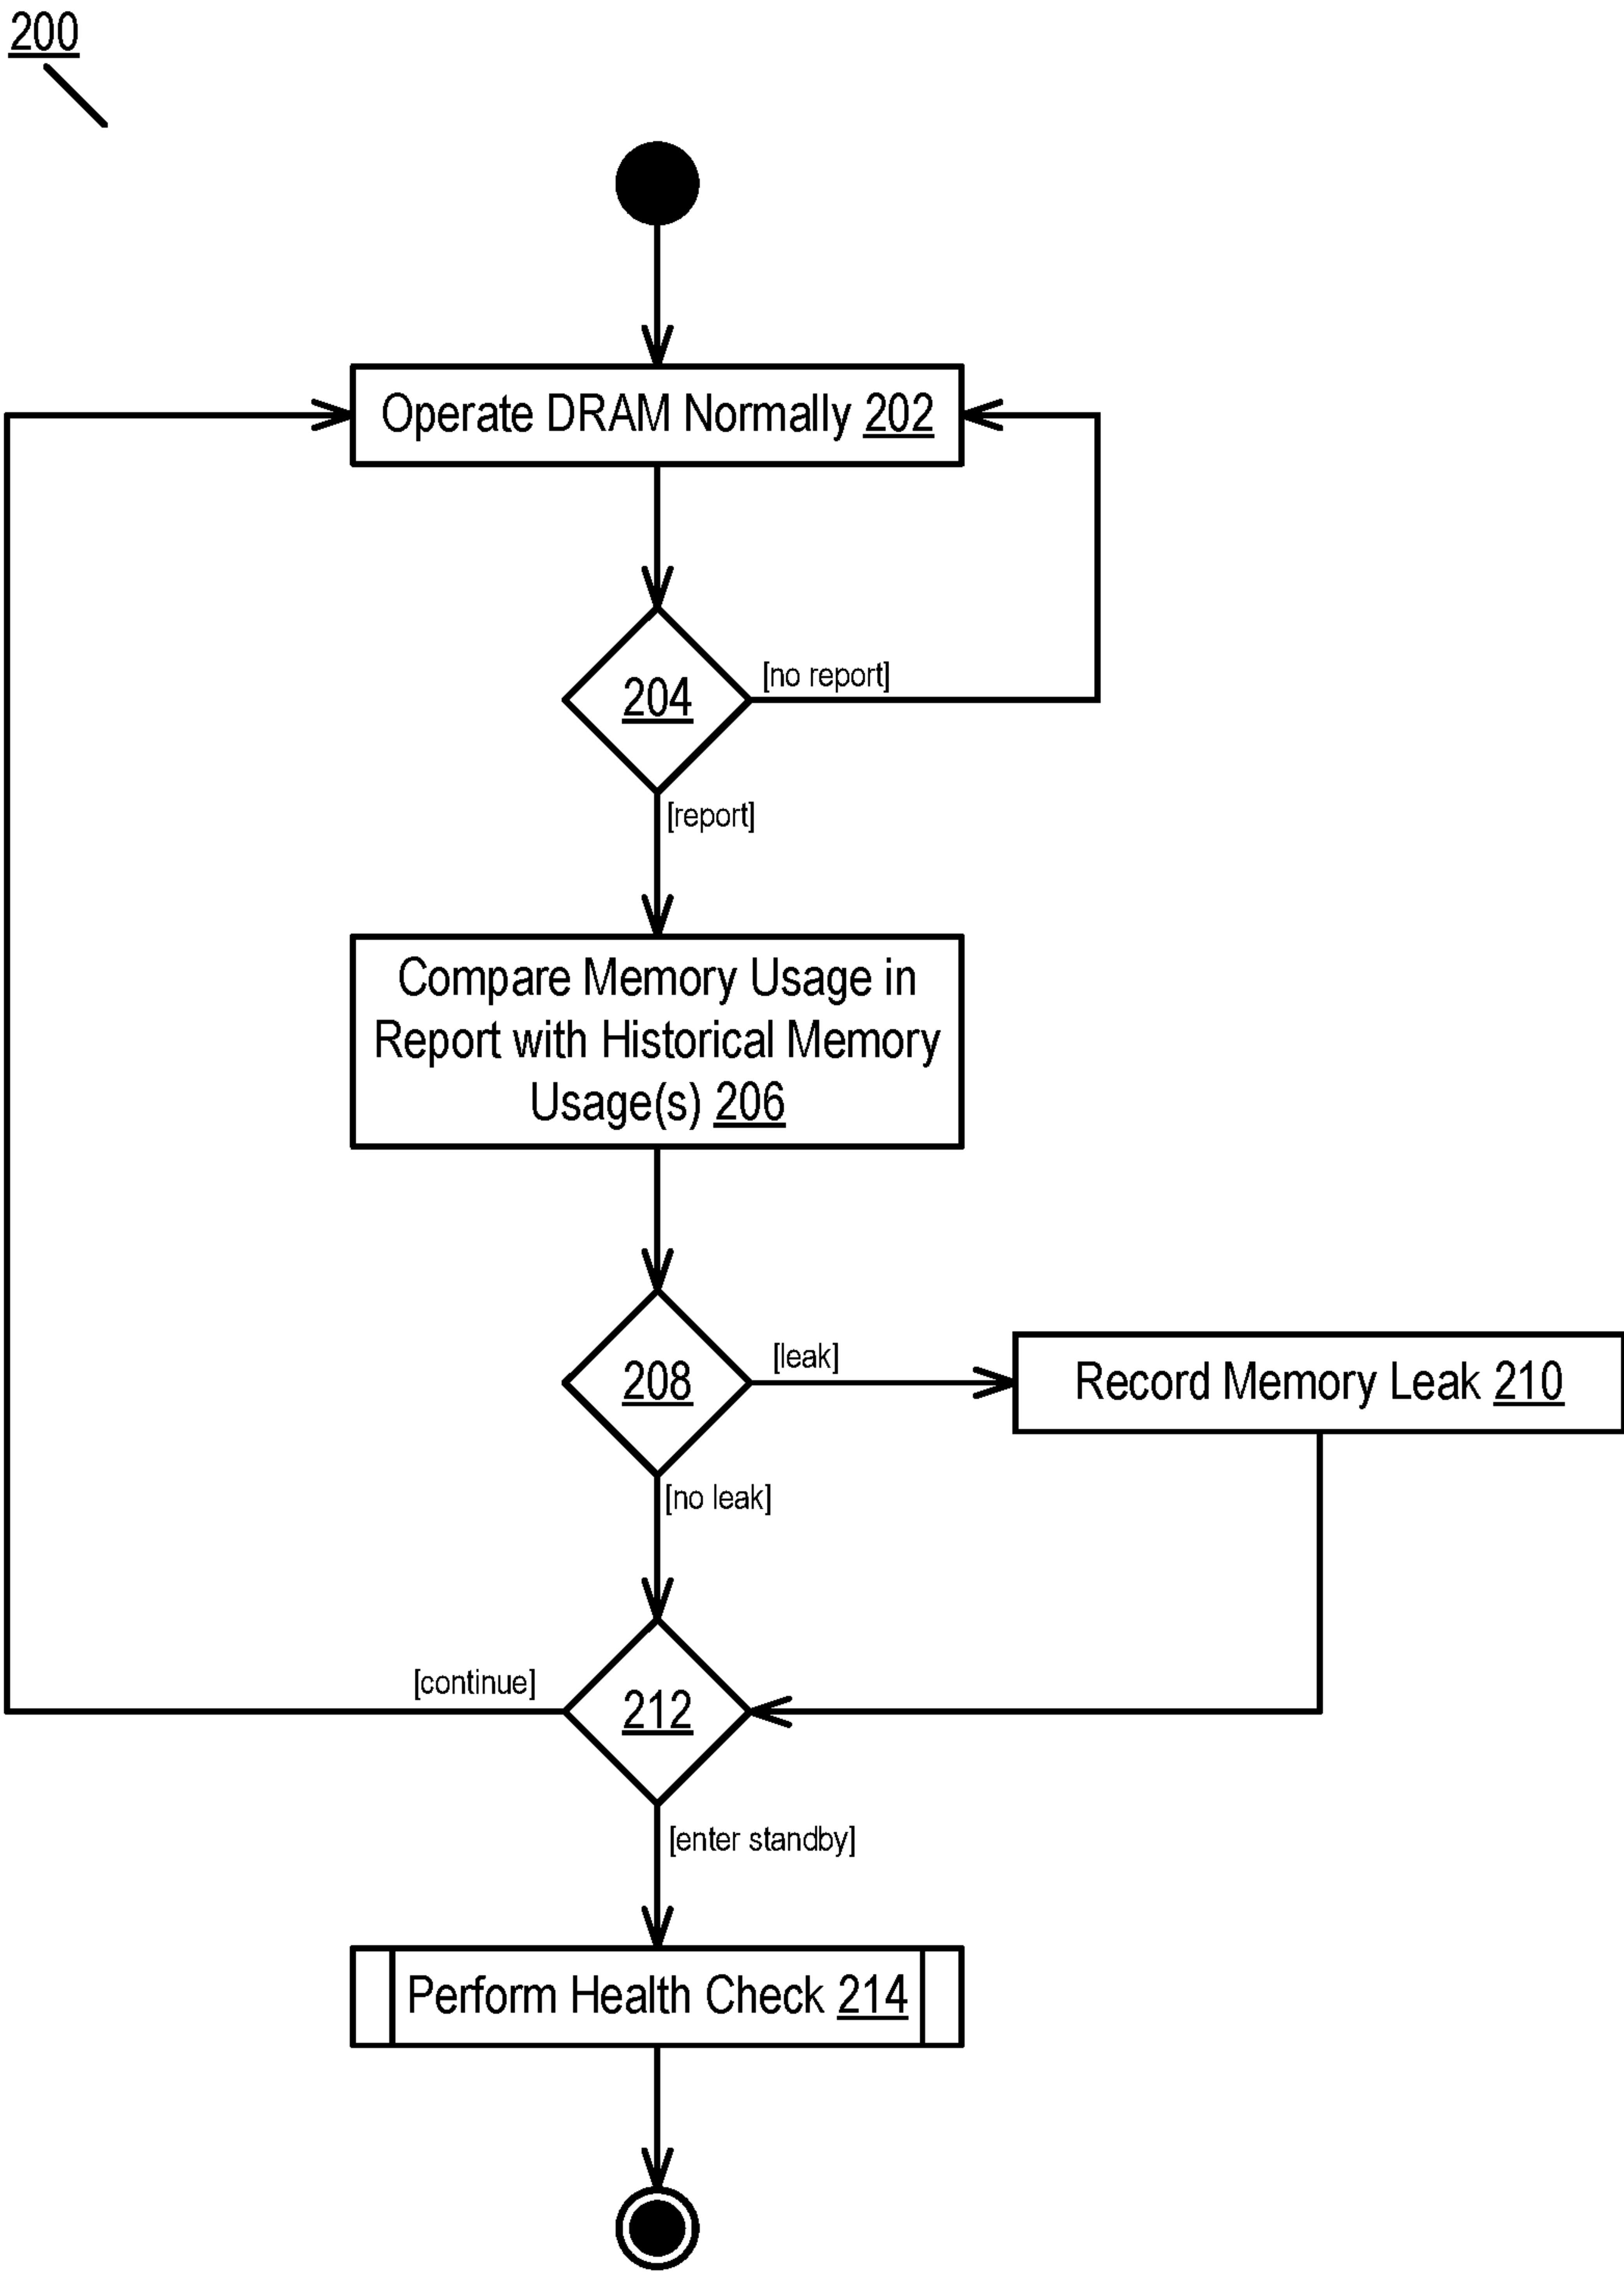 200
Operate DRAM Normally 202
[no report]
204
[report]
Compare Memory Usage in
Report with Historical Memory
Usage(s) 206
[leak]
208
Record Memory Leak 210
[no leak]
[continue]
212
[enter standby]
Perform Health Check 214